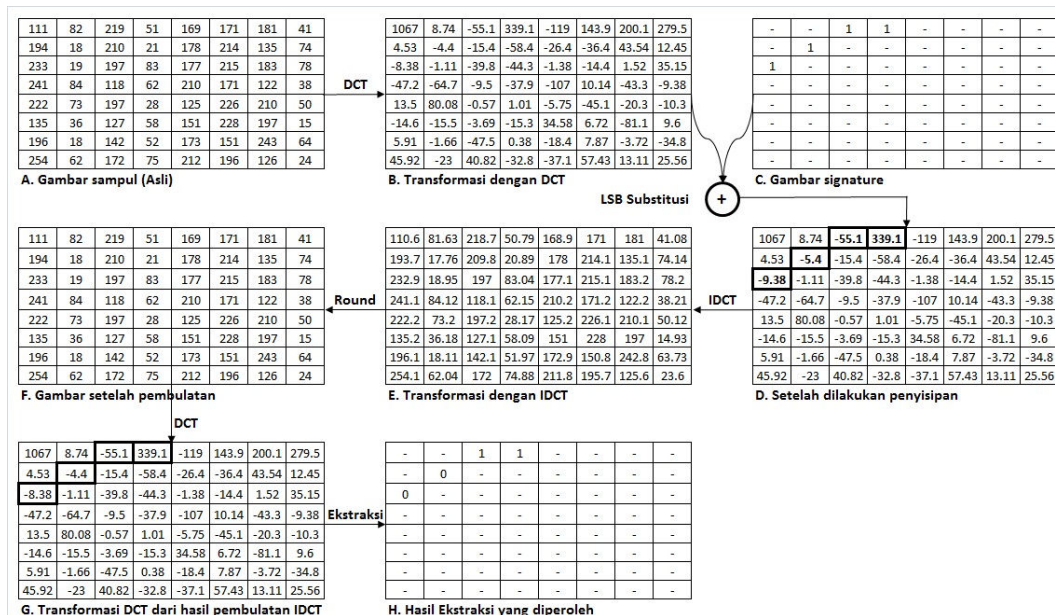 111 82 219 51 169 171 181 41
194 18 210 21 178 214 135 74
233 19 197 83 177 215 183 78
241 84 118 62 210 171 122 38
222 73 197 28 125 226 210 50
135 36 127 58 151 228 197 15
196 18 142 52 173 151 243 64
254 62 172 75 212 196 126 24
A. Gambar sampul (Asli)
DCT
1067 8.74 -55.1 339.1 -119 143.9 200.1 279.5
4.53 -4.4 -15.4 -58.4 -26.4 -36.4 43.54 12.45
-8.38 -1.11 -39.8 -44.3 -1.38 -14.4 1.52 35.15
-47.2 -64.7 -9.5 -37.9 -107 10.14 -43.3 -9.38
13.5 80.08 -0.57 1.01 -5.75 -45.1 -20.3 -10.3
-14.6 -15.5 -3.69 -15.3 34.58 6.72 -81.1 9.6
5.91 -1.66 -47.5 0.38 -18.4 7.87 -3.72 -34.8
45.92 -23 40.82 -32.8 -37.1 57.43 13.11 25.56
B. Transformasi dengan DCT
- - 1 1 - - - -
- 1 - - - - - -
1 - - - - - - -
- - - - - - - -
- - - - - - - -
- - - - - - - -
- - - - - - - -
- - - - - - - -
C. Gambar signature
LSB Substitusi
+
111 82 219 51 169 171 181 41
194 18 210 21 178 214 135 74
233 19 197 83 177 215 183 78
241 84 118 62 210 171 122 38
222 73 197 28 125 226 210 50
135 36 127 58 151 228 197 15
196 18 142 52 173 151 243 64
254 62 172 75 212 196 126 24
F. Gambar setelah pembulatan
Round
110.6 81.63 218.7 50.79 168.9 171 181 41.08
193.7 17.76 209.8 20.89 178 214.1 135.1 74.14
232.9 18.95 197 83.04 177.1 215.1 183.2 78.2
241.1 84.12 118.1 62.15 210.2 171.2 122.2 38.21
222.2 73.2 197.2 28.17 125.2 226.1 210.1 50.12
135.2 36.18 127.1 58.09 151 228 197 14.93
196.1 18.11 142.1 51.97 172.9 150.8 242.8 63.73
254.1 62.04 172 74.88 211.8 195.7 125.6 23.6
E. Transformasi dengan IDCT
IDCT
1067 8.74 -55.1 339.1 -119 143.9 200.1 279.5
4.53 -5.4 -15.4 -58.4 -26.4 -36.4 43.54 12.45
-9.38 -1.11 -39.8 -44.3 -1.38 -14.4 1.52 35.15
-47.2 -64.7 -9.5 -37.9 -107 10.14 -43.3 -9.38
13.5 80.08 -0.57 1.01 -5.75 -45.1 -20.3 -10.3
-14.6 -15.5 -3.69 -15.3 34.58 6.72 -81.1 9.6
5.91 -1.66 -47.5 0.38 -18.4 7.87 -3.72 -34.8
45.92 -23 40.82 -32.8 -37.1 57.43 13.11 25.56
D. Setelah dilakukan penyisipan
DCT
1067 8.74 -55.1 339.1 -119 143.9 200.1 279.5
4.53 -4.4 -15.4 -58.4 -26.4 -36.4 43.54 12.45
-8.38 -1.11 -39.8 -44.3 -1.38 -14.4 1.52 35.15
-47.2 -64.7 -9.5 -37.9 -107 10.14 -43.3 -9.38
13.5 80.08 -0.57 1.01 -5.75 -45.1 -20.3 -10.3
-14.6 -15.5 -3.69 -15.3 34.58 6.72 -81.1 9.6
5.91 -1.66 -47.5 0.38 -18.4 7.87 -3.72 -34.8
45.92 -23 40.82 -32.8 -37.1 57.43 13.11 25.56
G. Transformasi DCT dari hasil pembulatan IDCT
Ekstraksi
- - 1 1 - - - -
- 0 - - - - - -
0 - - - - - - -
- - - - - - - -
- - - - - - - -
- - - - - - - -
- - - - - - - -
- - - - - - - -
H. Hasil Ekstraksi yang diperoleh